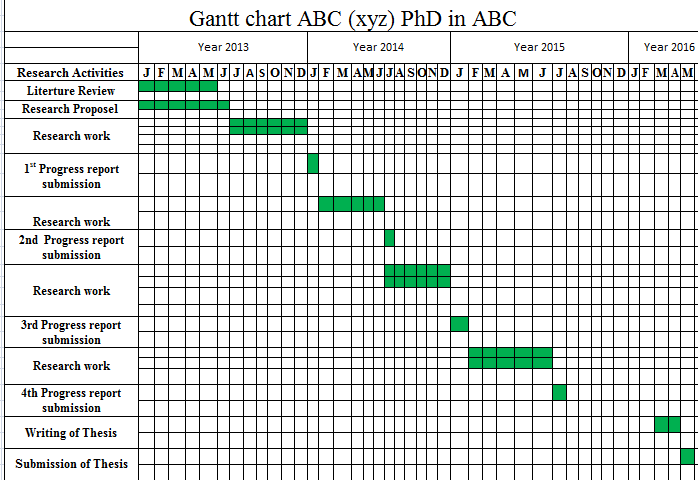 Gantt chart ABC (xyz) PhD in ABC
Year 2013 Year 2014 Year 2015 Year 2016
Research Activities J F M A M J J A S O N D J F M A M J J A S O N D J F M A M J J A S O N D J F M A M
Literture Review
Research Proposal
Research work
1st Progress report
submission
Research work
2nd Progress report
submission
Research work
3rd Progress report
submission
Research work
4th Progress report
submission
Writing of Thesis
Submission of Thesis